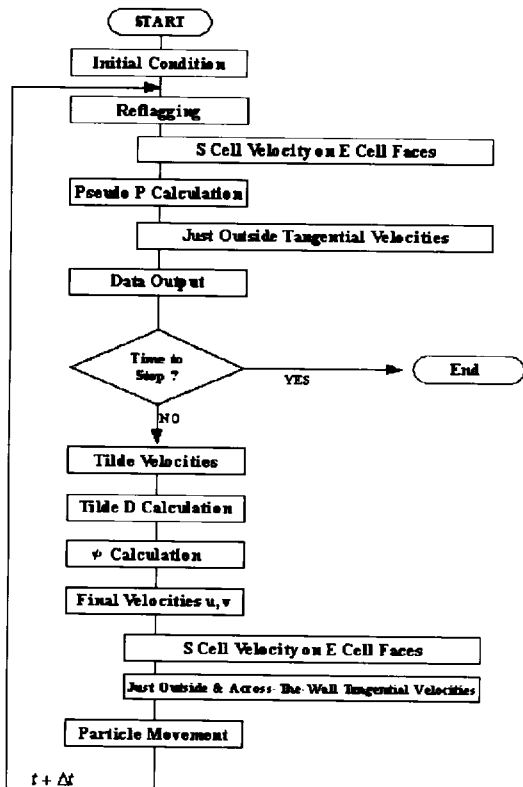 START
Initial Condition
Reflagging
S Cell Velocity on E Cell Faces
Pseudo P Calculation
Just Outside Tangential Velocities
Data Output
Time to
Stop ?
YES
End
NO
Tilde Velocities
Tilde D Calculation
ψ Calculation
Final Velocities u,v
S Cell Velocity on E Cell Faces
Just Outside & Across-The-Wall Tangential Velocities
Particle Movement
t + Δt